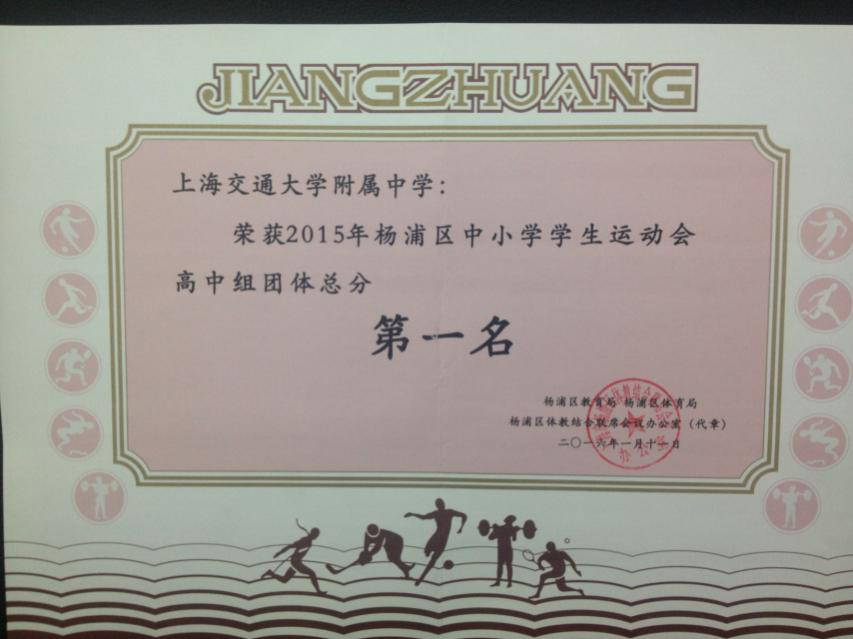 JIANGZHUANG
上海交通大学附属中学：
荣获2015年杨浦区中小学学生运动会
高中组团体总分
第一名
杨浦区教育局 杨浦区体育局
杨浦区体教结合联席会议办公室（代章）
二〇一六年一月十一日
办公室